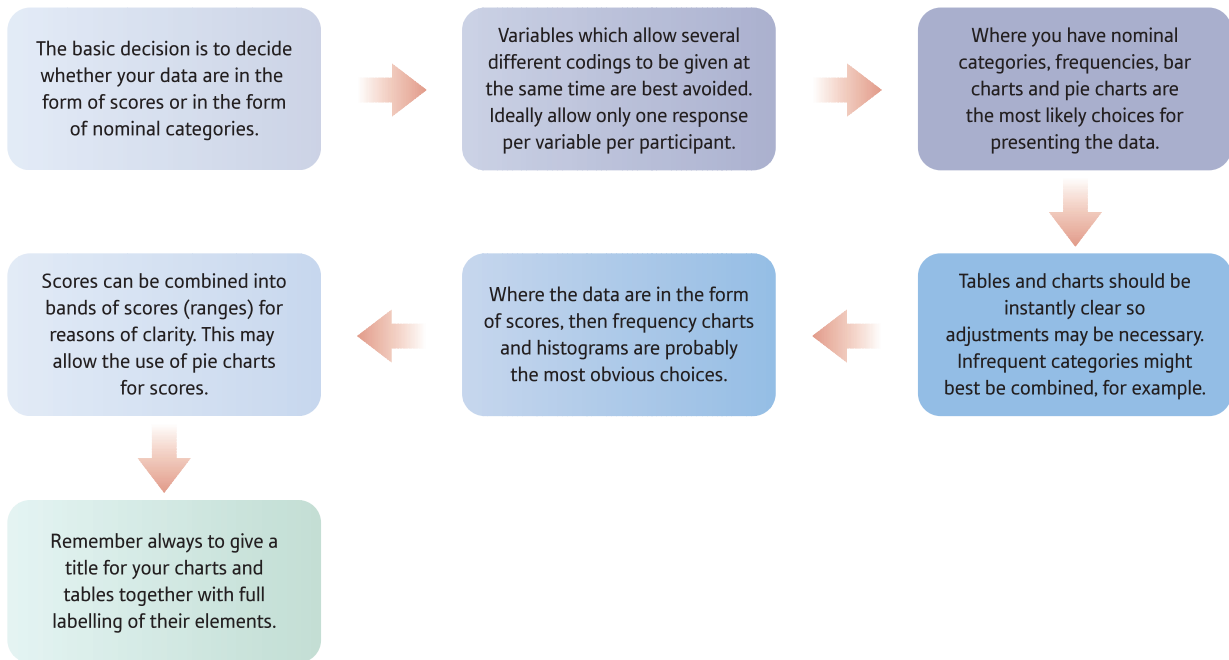 The basic decision is to decide
whether your data are in the
form of scores or in the form
of nominal categories.
Variables which allow several
different codings to be given at
the same time are best avoided.
Ideally allow only one response
per variable per participant.
Where you have nominal
categories, frequencies, bar
charts and pie charts are
the most likely choices for
presenting the data.
Tables and charts should be
instantly clear so
adjustments may be necessary.
Infrequent categories might
best be combined, for example.
Where the data are in the form
of scores, then frequency charts
and histograms are probably
the most obvious choices.
Scores can be combined into
bands of scores (ranges) for
reasons of clarity. This may
allow the use of pie charts
for scores.
Remember always to give a
title for your charts and
tables together with full
labelling of their elements.